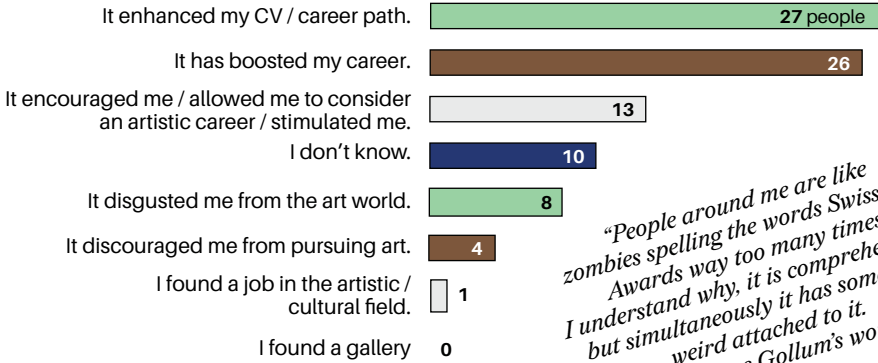 It enhanced my CV / career path.
27 people
It has boosted my career.
26
It encouraged me / allowed me to consider
an artistic career / stimulated me.
13
I don't know.
10
It disgusted me from the art world.
8
It discouraged me from pursuing art.
4
I found a job in the artistic /
cultural field.
1
I found a gallery
0
“People around me are like
zombies spelling the words Swiss
Awards way too many times
I understand why, it is
but simultaneously it has
weird attached to it.
Gollum's